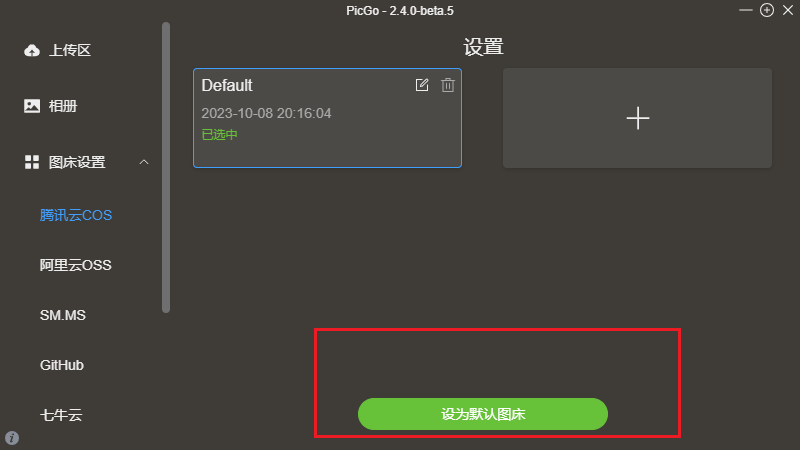 PicGo - 2.4.0-beta.5
上传区
相册
图床设置
腾讯云COS
阿里云OSS
SM.MS
GitHub
七牛云
设置
Default
2023-10-08 20:16:04
已选中
设为默认图床